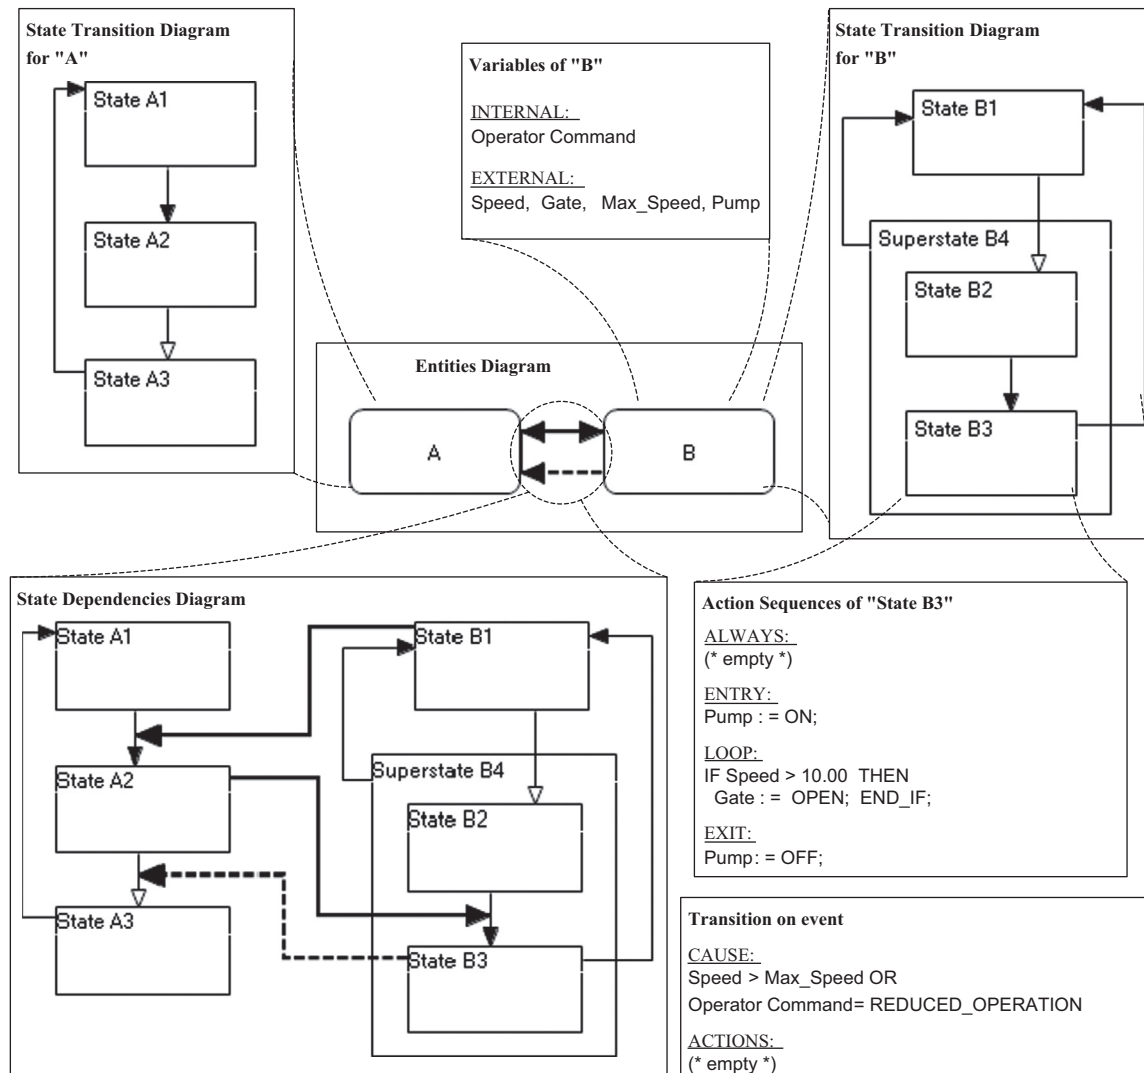 State Transition Diagram
for "A"
State A1
State A2
State A3
Variables of "B"
INTERNAL:
Operator Command
EXTERNAL:
Speed, Gate, Max_Speed, Pump
State Transition Diagram
for "B"
State B1
Superstate B4
State B2
State B3
Entities Diagram
A
B
State Dependencies Diagram
State A1
State A2
State A3
State B1
Superstate B4
State B2
State B3
Action Sequences of "State B3"
ALWAYS:
(* empty *)
ENTRY:
Pump : = ON;
LOOP:
IF Speed > 10.00 THEN
Gate : = OPEN; END_IF;
EXIT:
Pump: = OFF;
Transition on event
CAUSE:
Speed > Max_Speed OR
Operator Command= REDUCED_OPERATION
ACTIONS:
(* empty *)